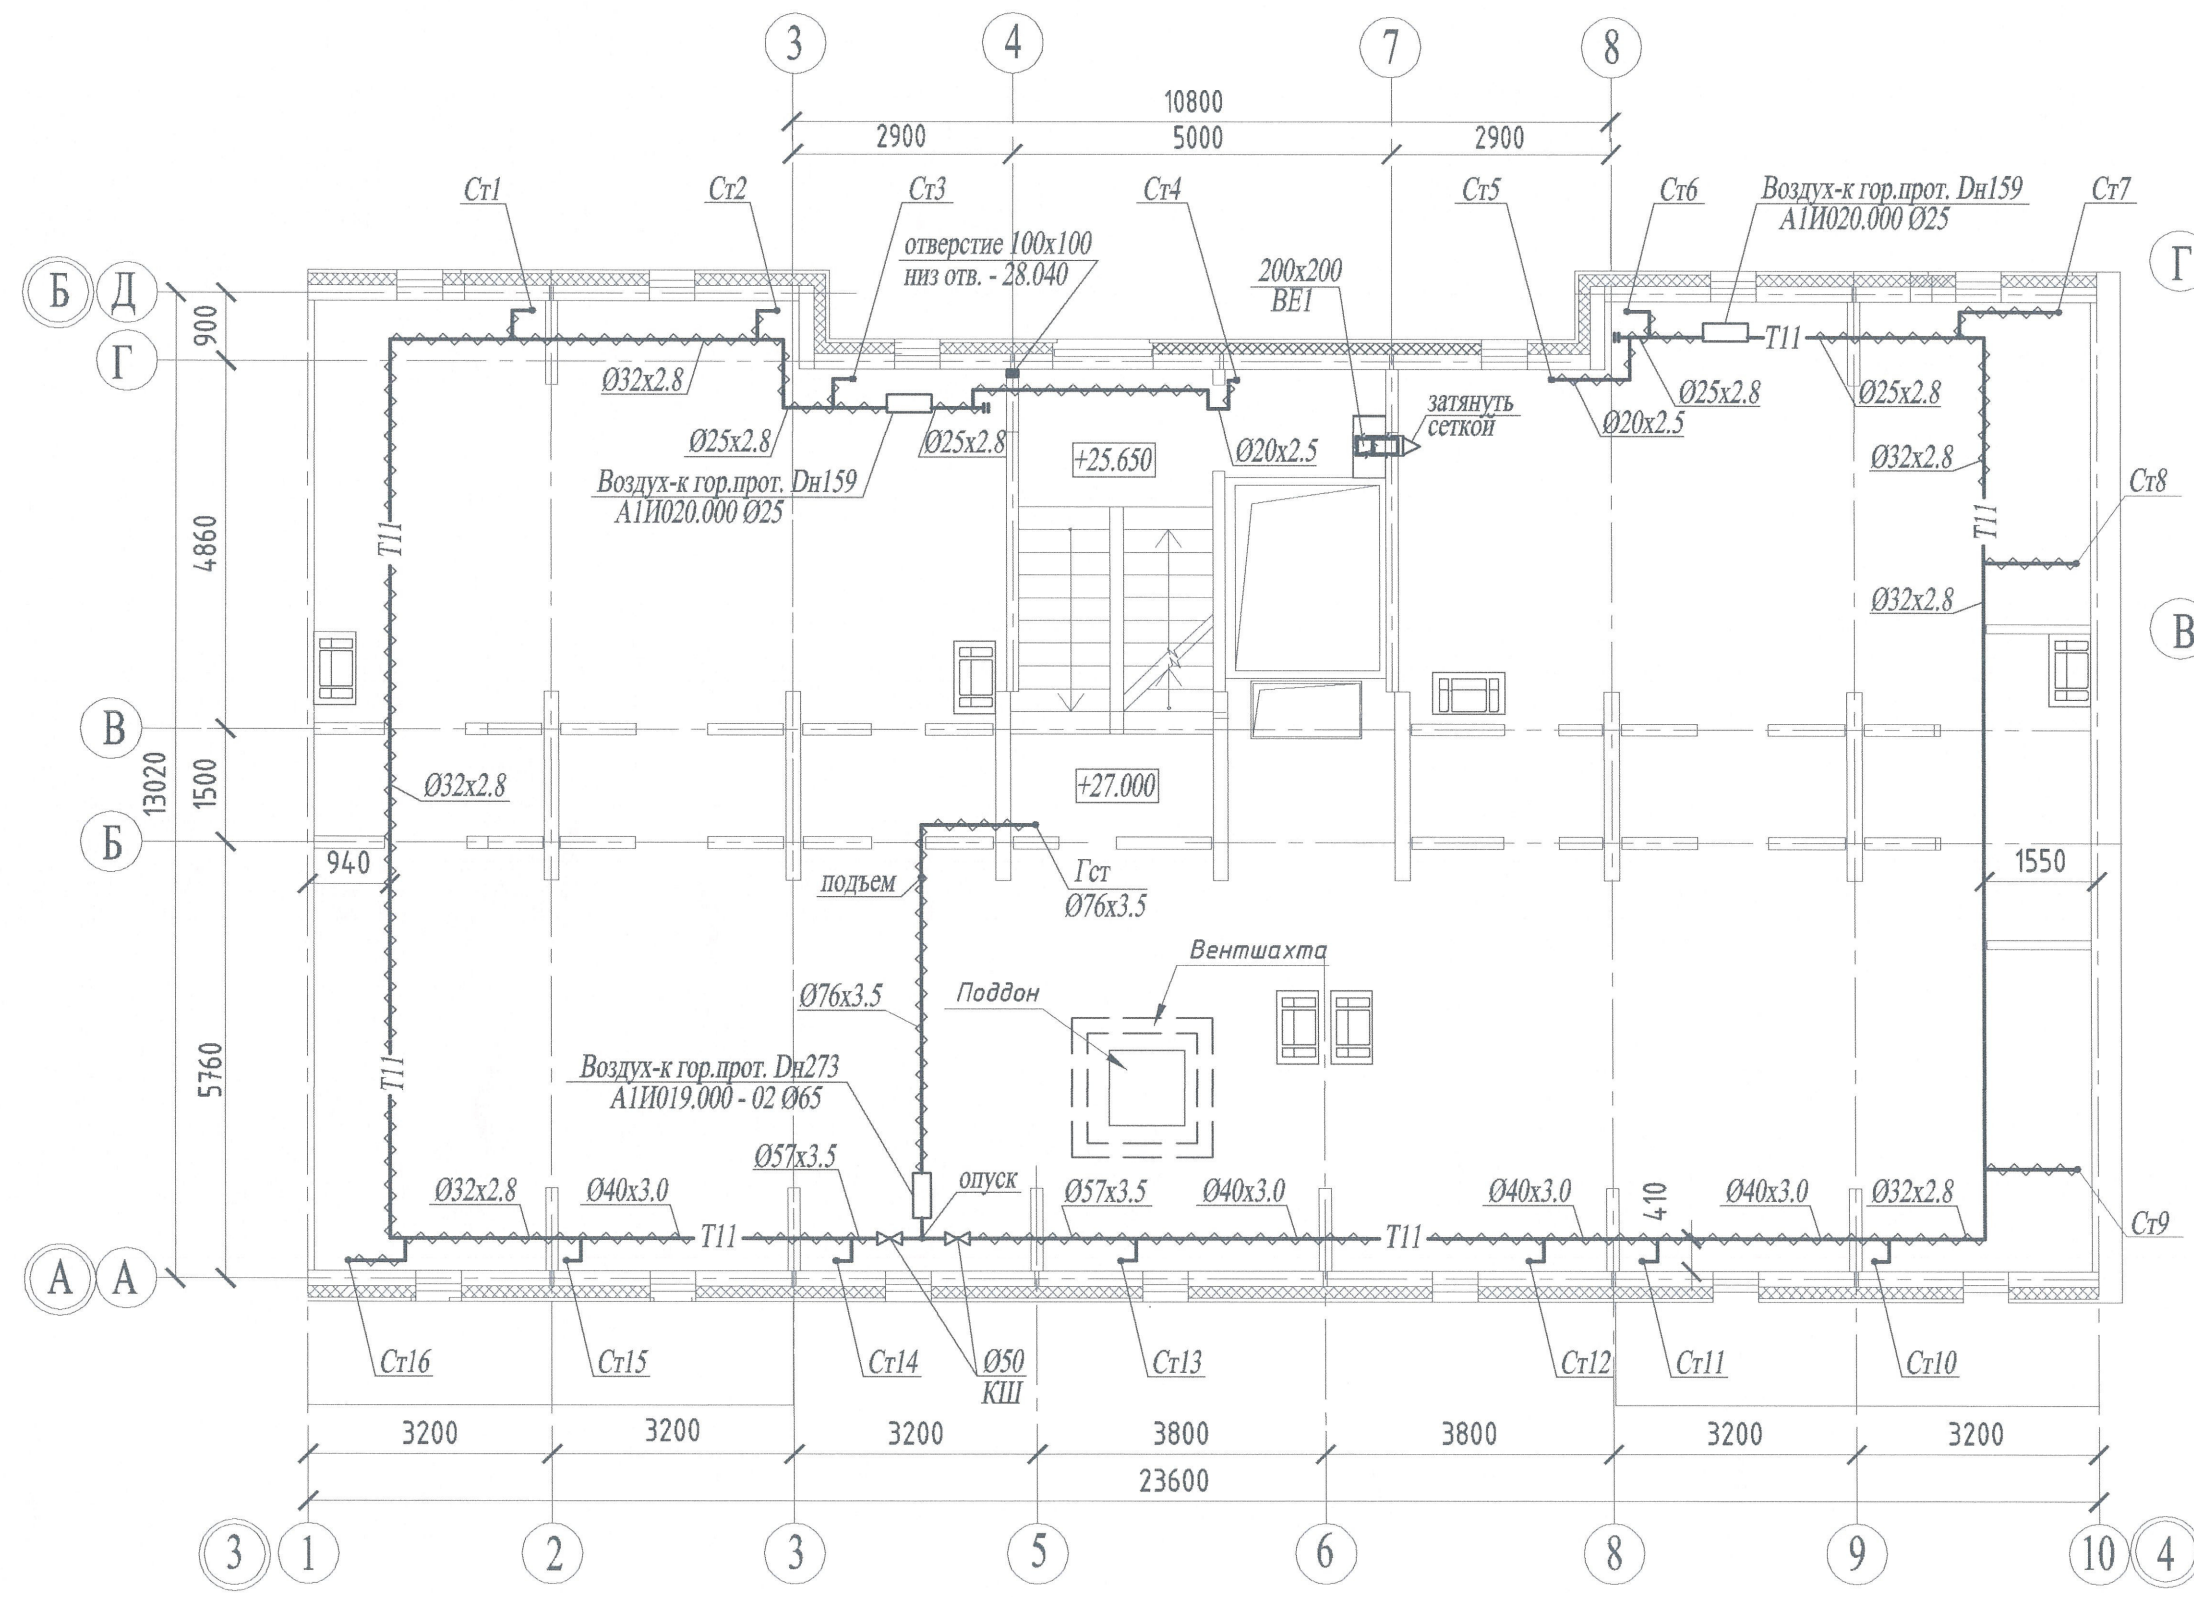 3
4
7
8
10800
2900
5000
2900
Ст1
Ст2
Ст3
Ст4
Ст5
Ст6
Воздух-к гор.прот. Dн159
А1И020.000 Ø25
Ст7
отверстие 100х100
низ отв. - 28.040
200х200
ВЕ1
Б
Д
Г
Г
900
Т11
Ø32х2.8
Ø25х2.8
Ø25х2.8
затянуть
сеткой
Ø20х2.5
Ø25х2.8
Ø25х2.8
Ø20х2.5
+25.650
Ø32х2.8
Воздух-к гор.прот. Dн159
А1И020.000 Ø25
Ст8
4860
Т11
Т11
Ø32х2.8
В
В
13020
1500
Ø32х2.8
+27.000
Б
940
подъем
Гст
Ø76х3.5
1550
Вентшахта
Поддон
Ø76х3.5
5760
Т11
Воздух-к гор.прот. Dн273
А1И019.000 - 02 Ø65
Ø57х3.5
опуск
Ø32х2.8
Ø40х3.0
Ø57х3.5
Ø40х3.0
Ø40х3.0
410
Ø40х3.0
Ø32х2.8
Ст9
Т11
Т11
А
А
Ст16
Ст15
Ст14
Ø50
КШ
Ст13
Ст12
Ст11
Ст10
3200
3200
3200
3800
3800
3200
3200
23600
3
1
2
3
5
6
8
9
10
4